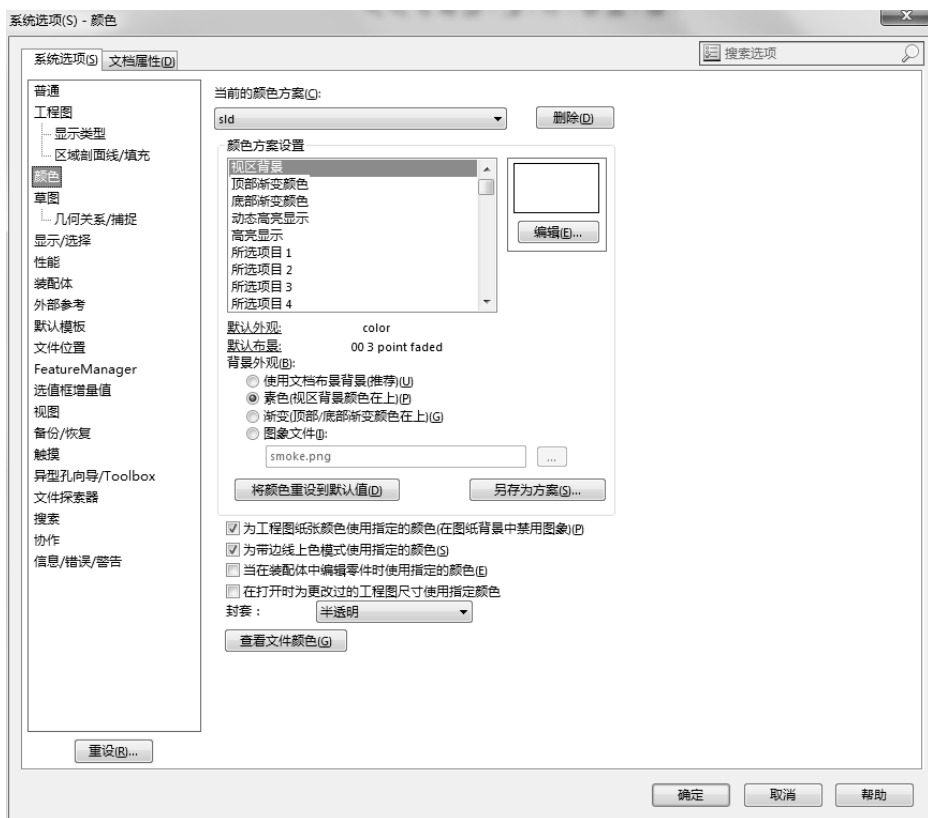 系统选项(S) - 颜色
系统选项(S) 文档属性(D)
搜索选项
普通
工程图
显示类型
区域剖面线/填充
颜色
草图
几何关系/捕捉
显示/选择
性能
装配体
外部参考
默认模板
文件位置
FeatureManager
选值框增量值
视图
备份/恢复
触摸
异型孔向导/Toolbox
文件探索器
搜索
协作
信息/错误/警告
重设(R)...
当前的颜色方案(C):
sld
删除(D)
颜色方案设置
视区背景
顶部渐变颜色
底部渐变颜色
动态高亮显示
高亮显示
所选项目 1
所选项目 2
所选项目 3
所选项目 4
编辑(E)...
默认外观: color
默认布景: 00 3 point faded
背景外观(B):
使用文档布景背景(推荐)(U)
素色(视区背景颜色在上)(P)
渐变(顶部/底部渐变颜色在上)(G)
图象文件(I):
smoke.png
...
将颜色重设到默认值(D) 另存为方案(S)...
为工程图纸张颜色使用指定的颜色(在图纸背景中禁用图象)(P)
为带边线上色模式使用指定的颜色(S)
当在装配体中编辑零件时使用指定的颜色(E)
在打开时为更改过的工程图尺寸使用指定颜色
封套： 半透明
查看文件颜色(G)
确定 取消 帮助